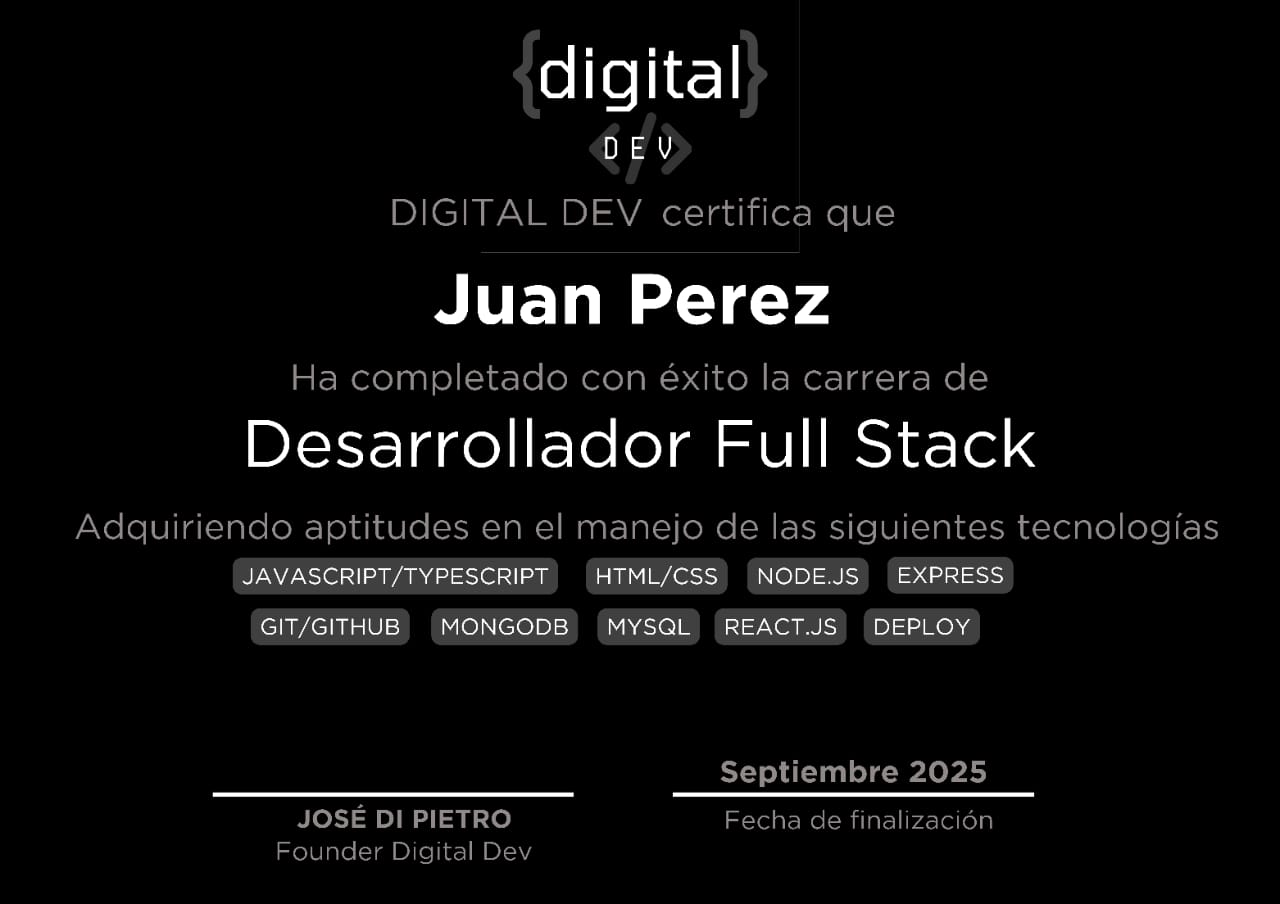 {digital}
<DEV/>
DIGITAL DEV certifica que
Juan Perez
Ha completado con éxito la carrera de
Desarrollador Full Stack
Adquiriendo aptitudes en el manejo de las siguientes tecnologías
JAVASCRIPT/TYPESCRIPT HTML/CSS NODE.JS EXPRESS
GIT/GITHUB MONGODB MYSQL REACT.JS DEPLOY
Septiembre 2025
JOSÉ DI PIETRO Fecha de finalización
Founder Digital Dev